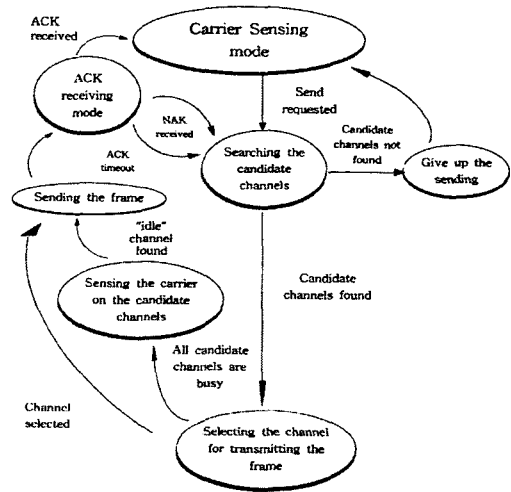 ACK
received
Carrier Sensing
mode
ACK
receiving
mode
NAK
received
Send
requested
Candidate
channels not
found
ACK
timeout
Searching the
candidate
channels
Give up the
sending
Sending the frame
"idle"
channel
found
Sensing the carrier
on the candidate
channels
Candidate
channels found
All candidate
channels are
busy
Channel
selected
Selecting the channel
for transmitting the
frame